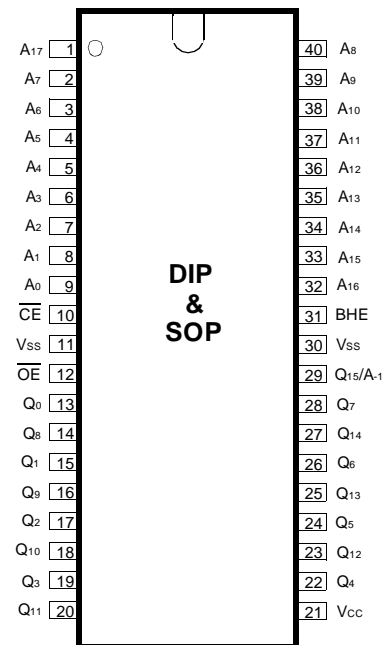 A17 1 40 A8
A7 2 39 A9
A6 3 38 A10
A5 4 37 A11
A4 5 36 A12
A3 6 35 A13
A2 7 34 A14
A1 8 33 A15
A0 9 32 A16
CE 10 31 BHE
VSS 11 30 VSS
OE 12 29 Q15/A-1
Q0 13 28 Q7
Q8 14 27 Q14
Q1 15 26 Q6
Q9 16 25 Q13
Q2 17 24 Q5
Q10 18 23 Q12
Q3 19 22 Q4
Q11 20 21 VCC
DIP
&
SOP